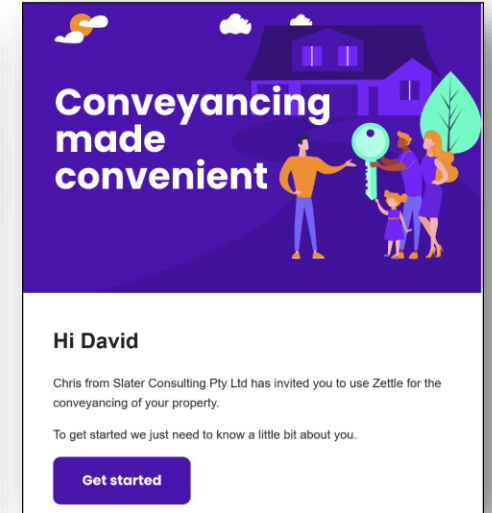 Conveyancing
made
convenient
Hi David
Chris from Slater Consulting Pty Ltd has invited you to use Zettle for the
conveyancing of your property.
To get started we just need to know a little bit about you.
Get started